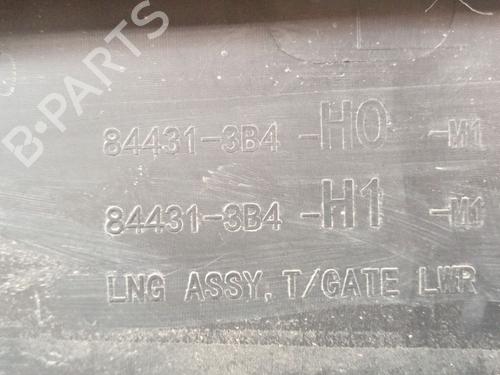 B-PARTS
84431-3B4 -H0 -M1
84431-3B4 -H1 -M1
LNG ASSY, T/GATE LWR